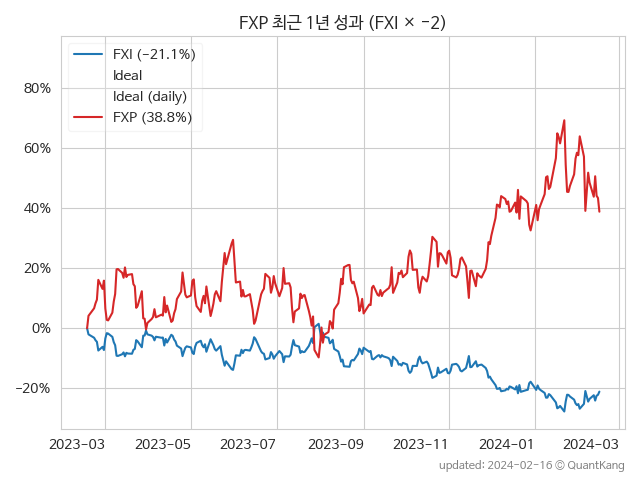 FXP 최근 1년 성과 (FXI × −2)
FXI (−21.1%)
Ideal
Ideal (daily)
FXP (38.8%)
80%
60%
40%
20%
0%
−20%
2023-03 2023-05 2023-07 2023-09 2023-11 2024-01 2024-03
updated: 2024-02-16 © QuantKang